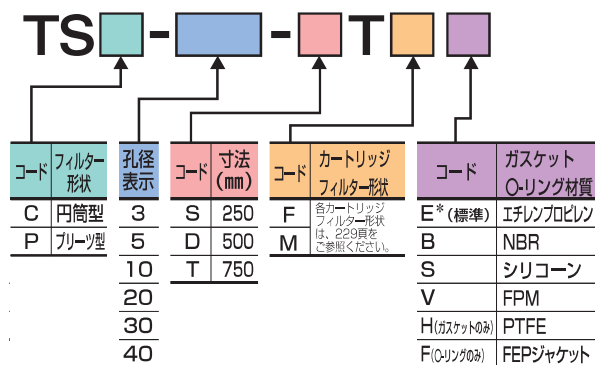 TS - - T
コード フィルター形状
C 円筒型
P プリーツ型
孔径表示
3
5
10
20
30
40
コード 寸法(mm)
S 250
D 500
T 750
コード カートリッジフィルター形状
F
M
各カートリッジ
フィルター形状
は、229頁を
ご参照ください。
コード ガスケットO-リング材質
E*(標準) エチレンプロピレン
B NBR
S シリコーン
V FPM
H(ガスケットのみ) PTFE
F(O-リングのみ) FEPジャケット